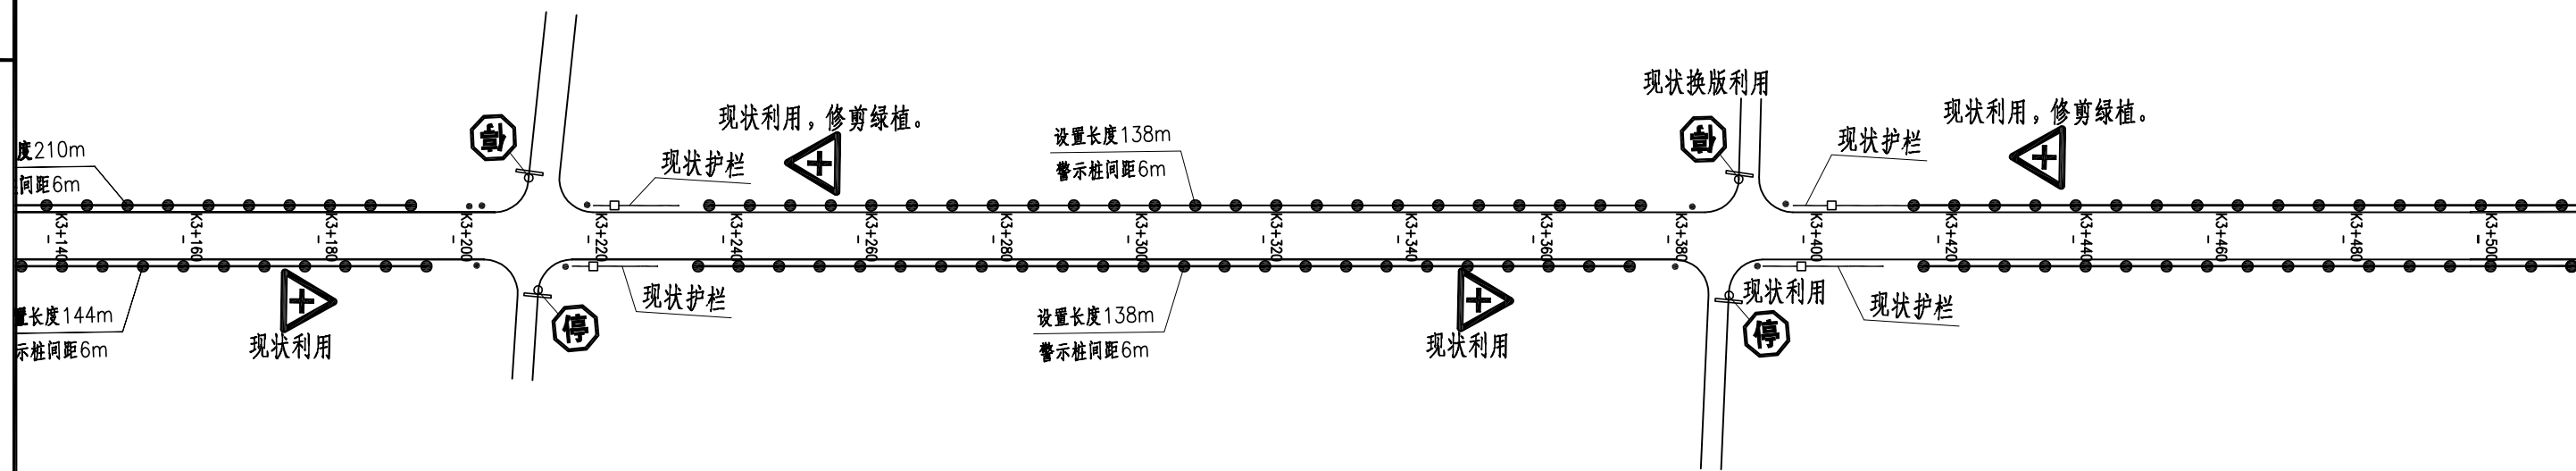 现状换版利用
现状利用，修剪绿植。
现状利用，修剪绿植。
停
停
设置长度138m
警示桩间距6m
现状护栏
现状护栏
度210m
间距6m
K3+140
K3+160
K3+180
K3+200
K3+220
K3+240
K3+260
K3+280
K3+300
K3+320
K3+340
K3+360
K3+380
K3+400
K3+420
K3+440
K3+460
K3+480
K3+500
置长度144m
示桩间距6m
现状利用
停
现状护栏
设置长度138m
警示桩间距6m
现状利用
现状利用
停
现状护栏